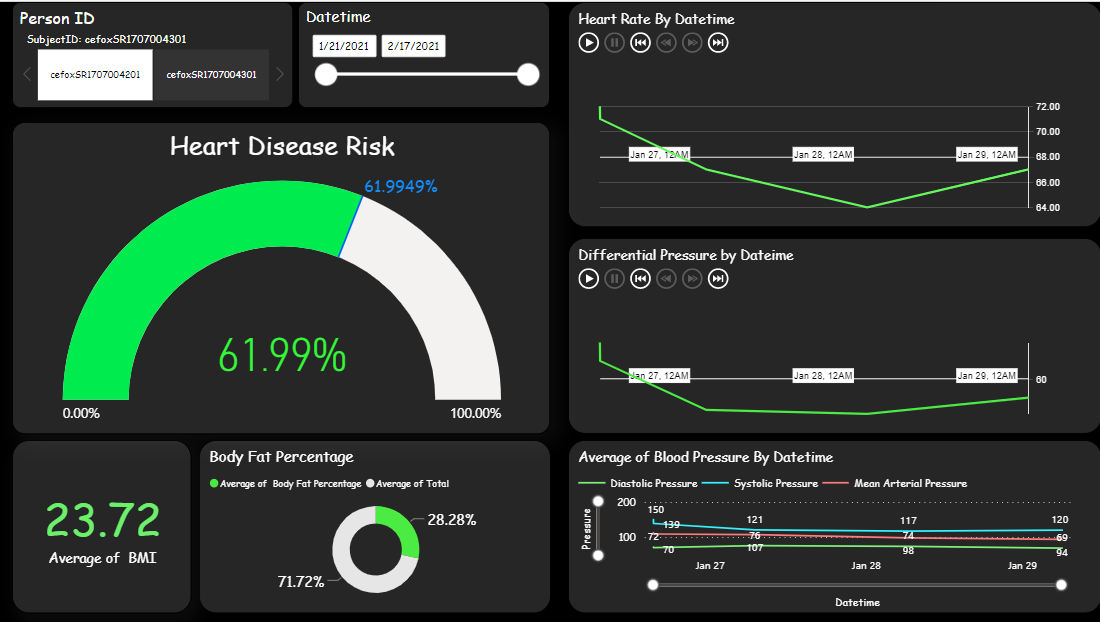 Person ID
SubjectID: cefoxSR1707004301
cefoxSR1707004201
cefoxSR1707004301
Datetime
1/21/2021
2/17/2021
Heart Disease Risk
61.9949%
61.99%
0.00%
100.00%
23.72
Average of BMI
Body Fat Percentage
Average of Body Fat Percentage
Average of Total
28.28%
71.72%
Heart Rate By Datetime
72.00
70.00
68.00
66.00
64.00
Jan 27, 12AM
Jan 28, 12AM
Jan 29, 12AM
Differential Pressure by Dateime
Jan 27, 12AM
Jan 28, 12AM
Jan 29, 12AM
60
Average of Blood Pressure By Datetime
Diastolic Pressure
Systolic Pressure
Mean Arterial Pressure
Pressure
200
100
150
139
121
117
120
72
76
74
69
70
107
98
94
Jan 27
Jan 28
Jan 29
Datetime